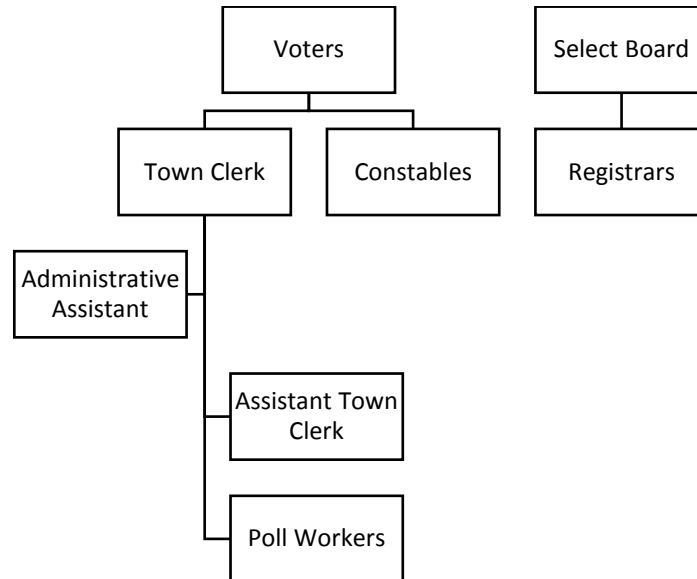 Voters
Select Board
Town Clerk
Constables
Registrars
Administrative
Assistant
Assistant Town
Clerk
Poll Workers